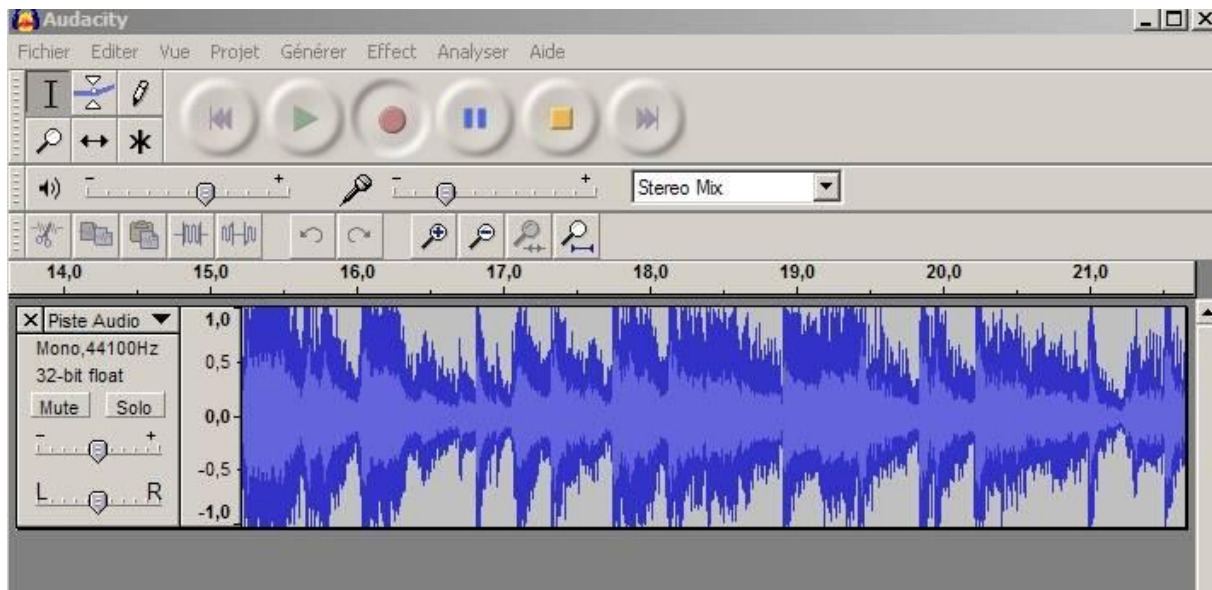 Audacity
Fichier Editer Vue Projet Générer Effect Analyser Aide
- + - + Stereo Mix
14,0 15,0 16,0 17,0 18,0 19,0 20,0 21,0
X Piste Audio
Mono,44100Hz
32-bit float
Mute Solo
- +
L R
1,0
0,5
0,0
-0,5
-1,0